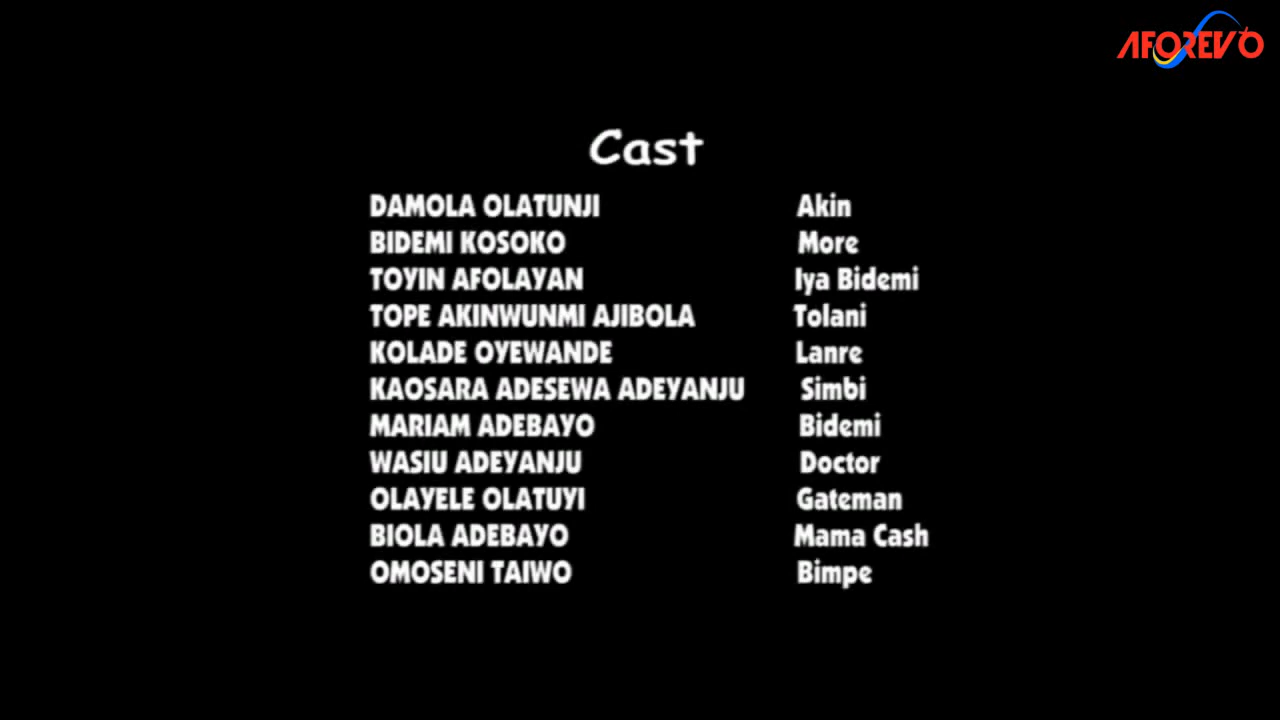 AFOREVO
Cast
DAMOLA OLATUNJI Akin
BIDEMI KOSOKO More
TOYIN AFOLAYAN Iya Bidemi
TOPE AKINWUNMI AJIBOLA Tolani
KOLADE OYEWANDE Lanre
KAOSARA ADESEWA ADEYANJU Simbi
MARIAM ADEBAYO Bidemi
WASIU ADEYANJU Doctor
OLAYELE OLATUYI Gateman
BIOLA ADEBAYO Mama Cash
OMOSENI TAIWO Bimpe